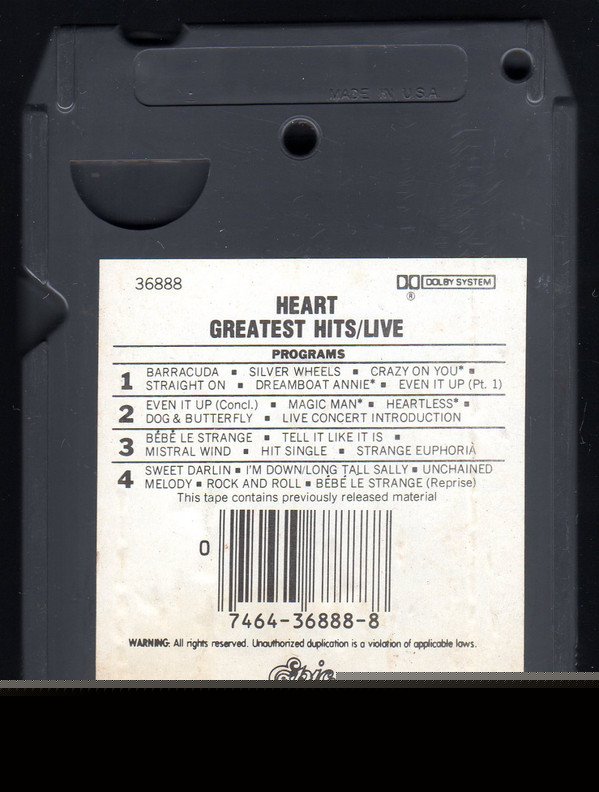 MADE IN U.S.A.
36888
DOLBY SYSTEM
®
HEART
GREATEST HITS/LIVE
PROGRAMS
1 BARRACUDA ▪ SILVER WHEELS ▪ CRAZY ON YOU* ▪
STRAIGHT ON ▪ DREAMBOAT ANNIE* ▪ EVEN IT UP (Pt. 1)
2 EVEN IT UP (Concl.) ▪ MAGIC MAN* ▪ HEARTLESS* ▪
DOG & BUTTERFLY ▪ LIVE CONCERT INTRODUCTION
3 BÉBÉ LE STRANGE ▪ TELL IT LIKE IT IS ▪
MISTRAL WIND ▪ HIT SINGLE ▪ STRANGE EUPHORIA
4 SWEET DARLIN ▪ I'M DOWN/LONG TALL SALLY ▪ UNCHAINED
MELODY ▪ ROCK AND ROLL ▪ BÉBÉ LE STRANGE (Reprise)
This tape contains previously released material
0
7464-36888-8
WARNING: All rights reserved. Unauthorized duplication is a violation of applicable laws.
Epic